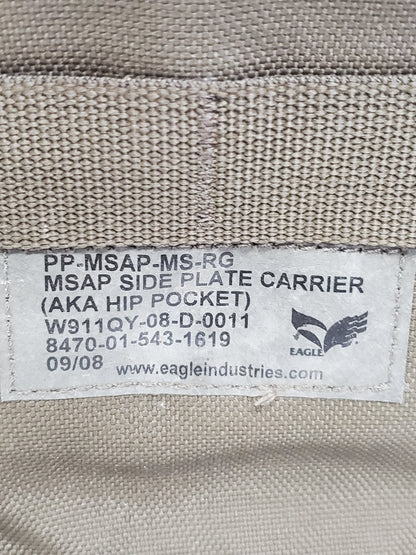 PP-MSAP-MS-RG
MSAP SIDE PLATE CARRIER
(AKA HIP POCKET)
W911QY-08-D-0011
8470-01-543-1619
EAGLE
09/08
www.eagleindustries.com